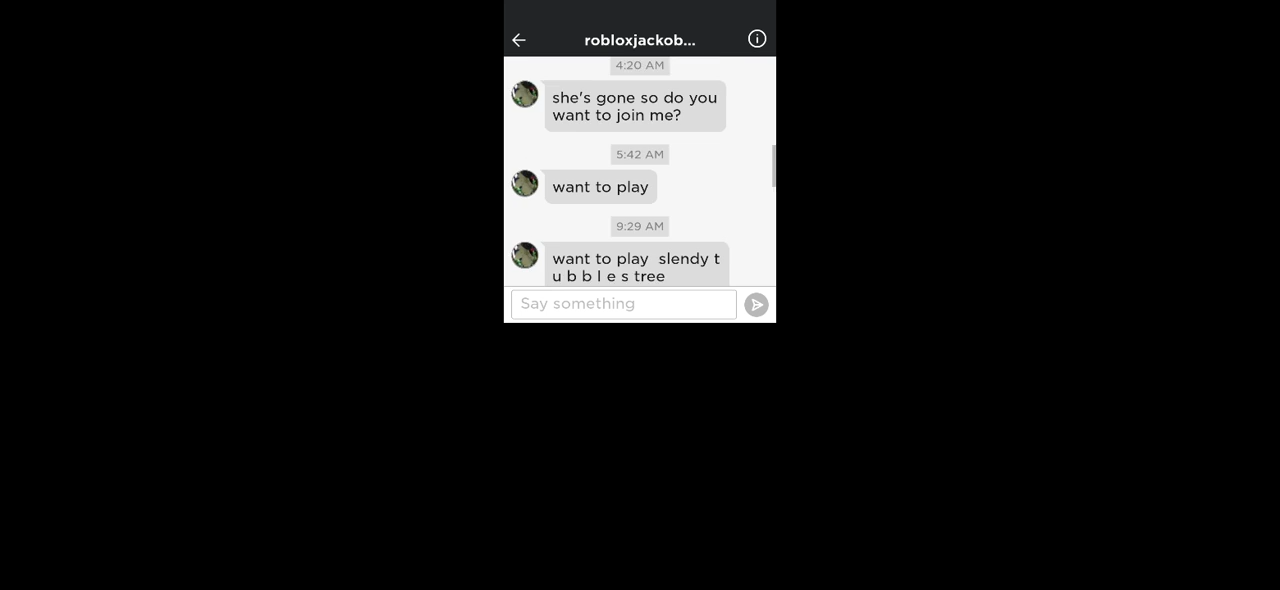 robloxjackob...
4:20 AM
she's gone so do you
want to join me?
5:42 AM
want to play
9:29 AM
want to play  slendy t
u b b l e s tree
Say something